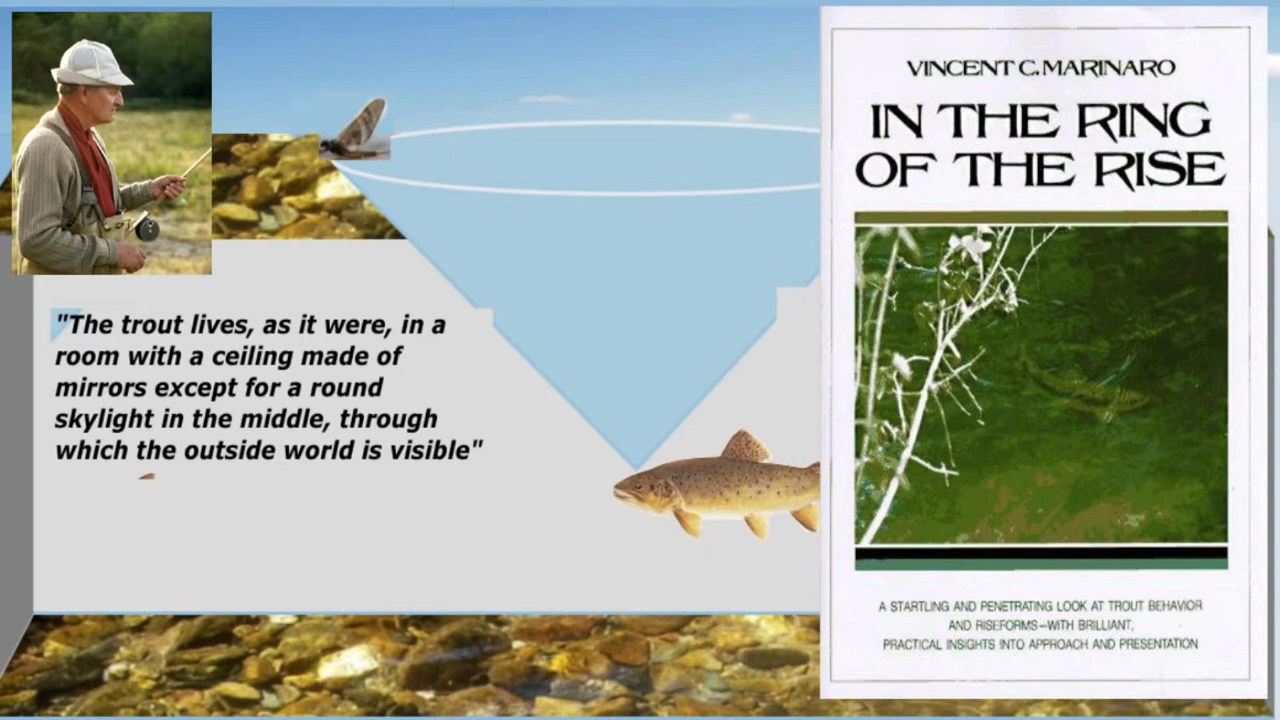 "The trout lives, as it were, in a
room with a ceiling made of
mirrors except for a round
skylight in the middle, through
which the outside world is visible"
VINCENT C. MARINARO
IN THE RING
OF THE RISE
A STARTLING AND PENETRATING LOOK AT TROUT BEHAVIOR
AND RISEFORMS—WITH BRILLIANT,
PRACTICAL INSIGHTS INTO APPROACH AND PRESENTATION